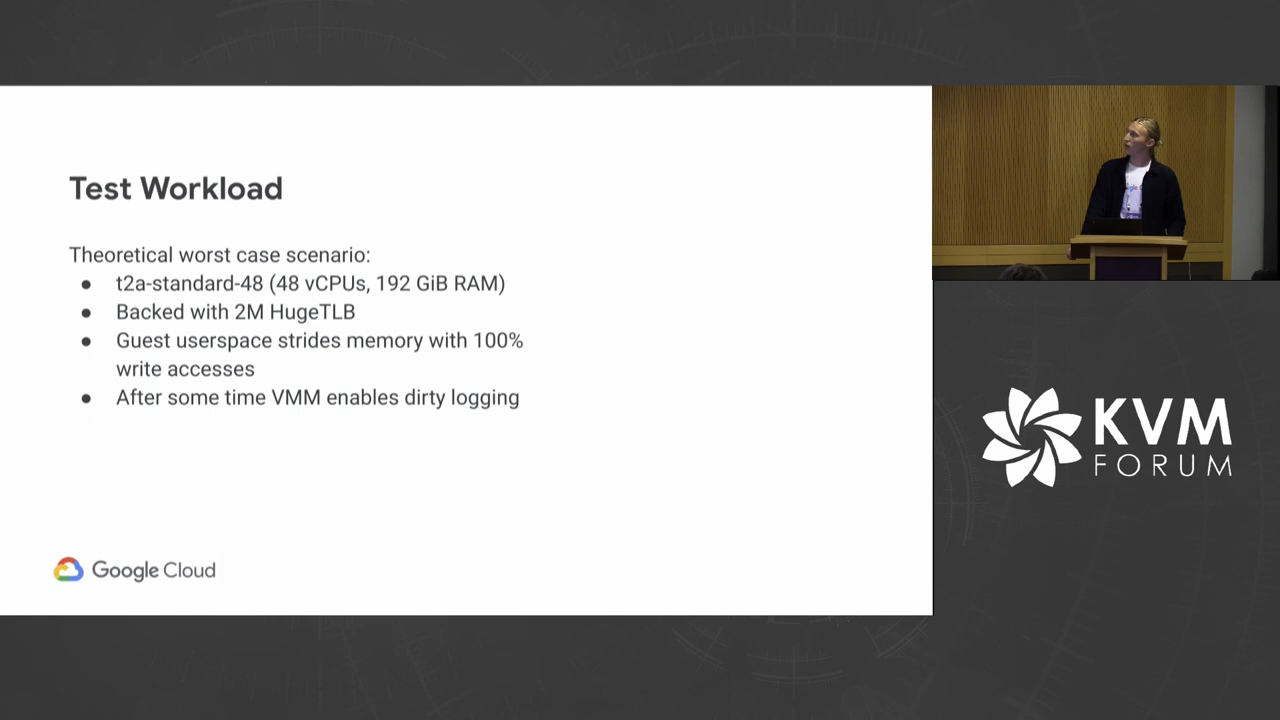 Test Workload
Theoretical worst case scenario:
● t2a-standard-48 (48 vCPUs, 192 GiB RAM)
● Backed with 2M HugeTLB
● Guest userspace strides memory with 100%
write accesses
● After some time VMM enables dirty logging
Google Cloud
KVM
FORUM